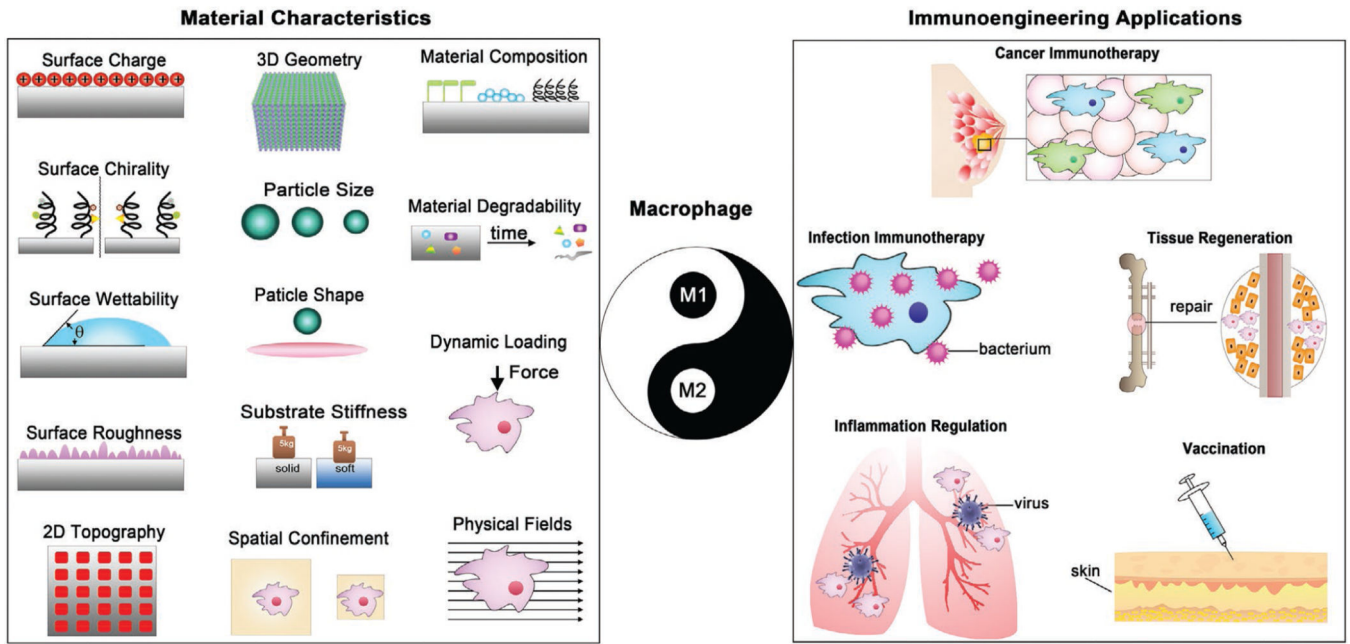 Material Characteristics
Surface Charge
+ + + + + + + + + + +
3D Geometry
Material Composition
Surface Chirality
Particle Size
Material Degradability
time
Surface Wettability
θ
Paticle Shape
Dynamic Loading
Force
Surface Roughness
Substrate Stiffness
5kg
5kg
solid
soft
2D Topography
Spatial Confinement
Physical Fields
Macrophage
M1
M2
Immunoengineering Applications
Cancer Immunotherapy
Infection Immunotherapy
bacterium
Tissue Regeneration
repair
Inflammation Regulation
virus
Vaccination
skin